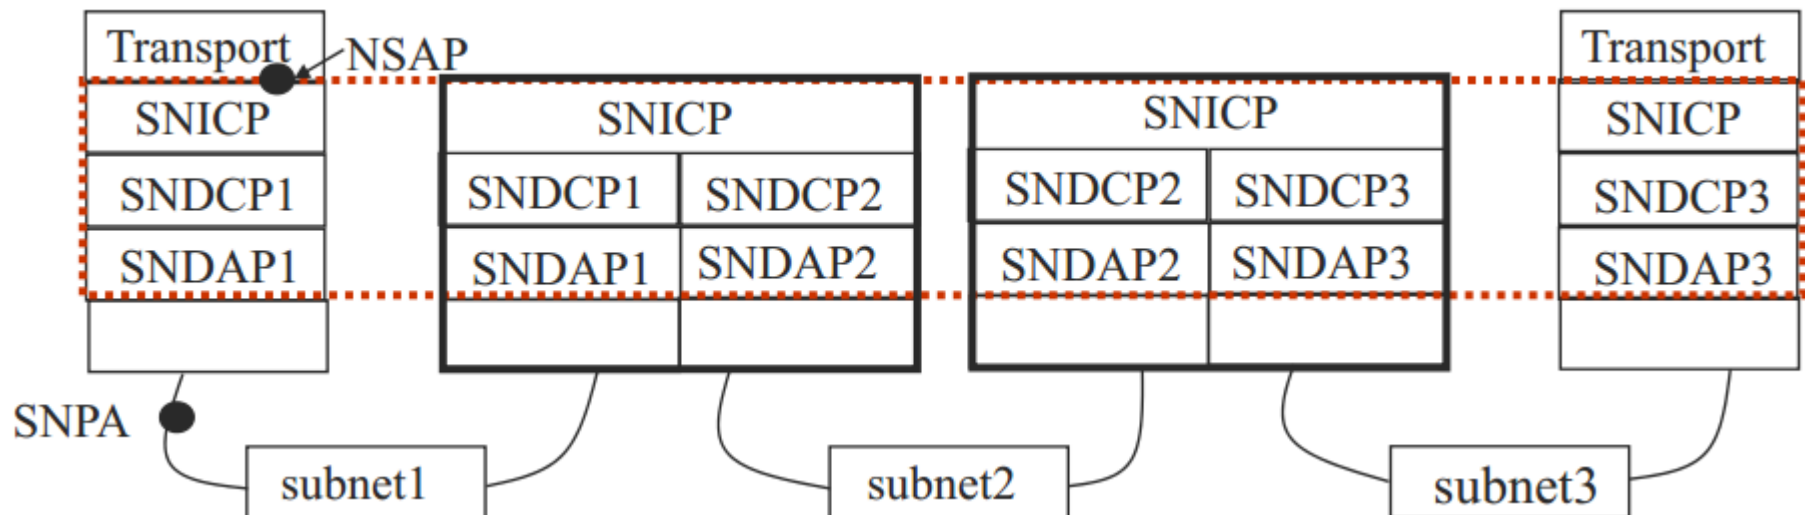 Transport
NSAP
Transport
SNICP
SNICP
SNICP
SNICP
SNDCP1
SNDCP1
SNDCP2
SNDCP2
SNDCP3
SNDCP3
SNDAP1
SNDAP1
SNDAP2
SNDAP2
SNDAP3
SNDAP3
SNPA
subnet1
subnet2
subnet3